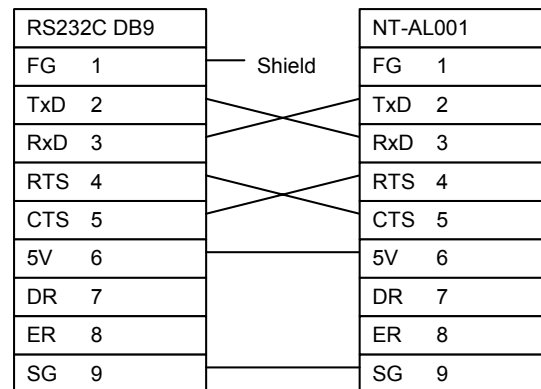 RS232C DB9 NT-AL001
FG 1 Shield FG 1
TxD 2 TxD 2
RxD 3 RxD 3
RTS 4 RTS 4
CTS 5 CTS 5
5V 6 5V 6
DR 7 DR 7
ER 8 ER 8
SG 9 SG 9